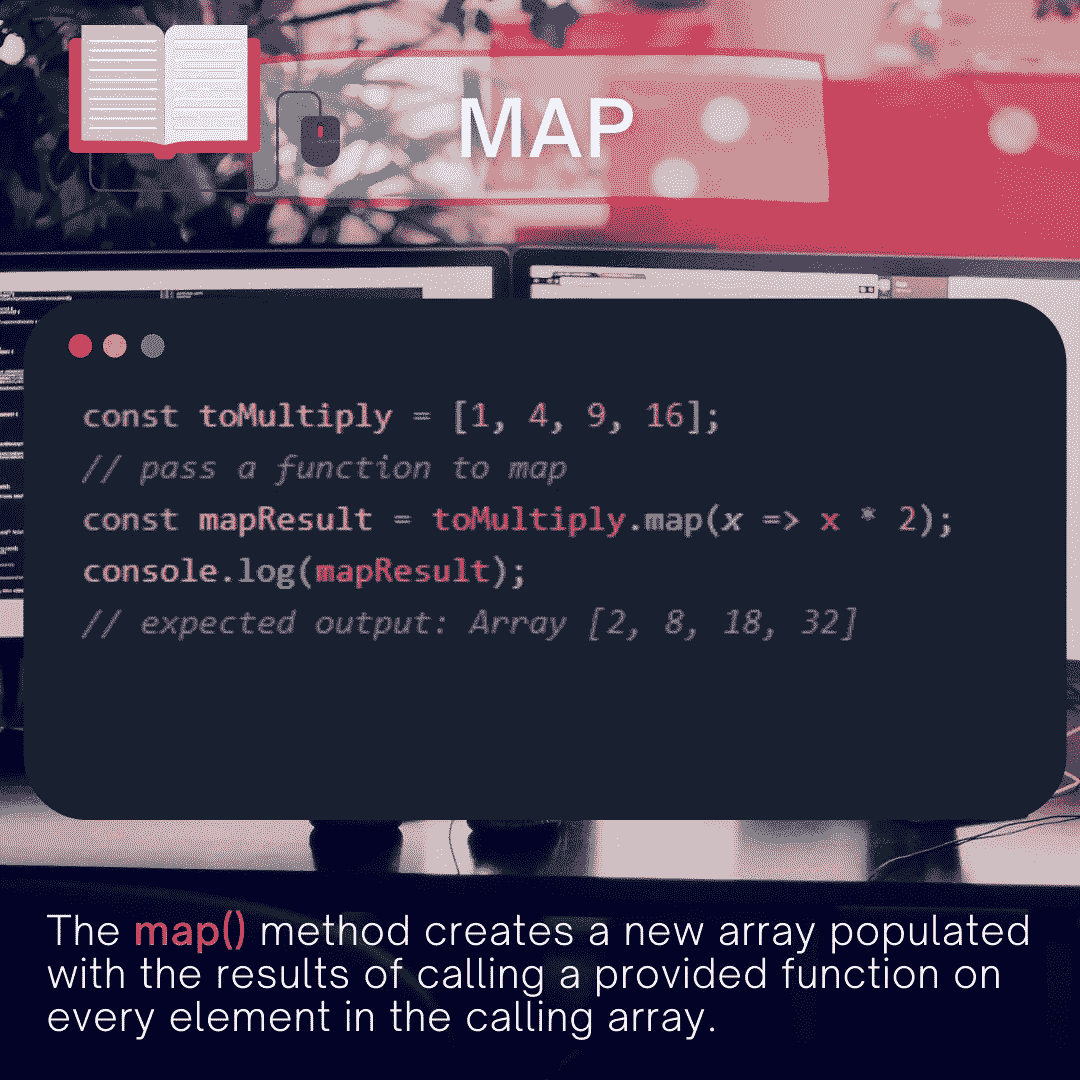 MAP
const toMultiply = [1, 4, 9, 16];
// pass a function to map
const mapResult = toMultiply.map(x => x * 2);
console.log(mapResult);
// expected output: Array [2, 8, 18, 32]
The map() method creates a new array populated
with the results of calling a provided function on
every element in the calling array.